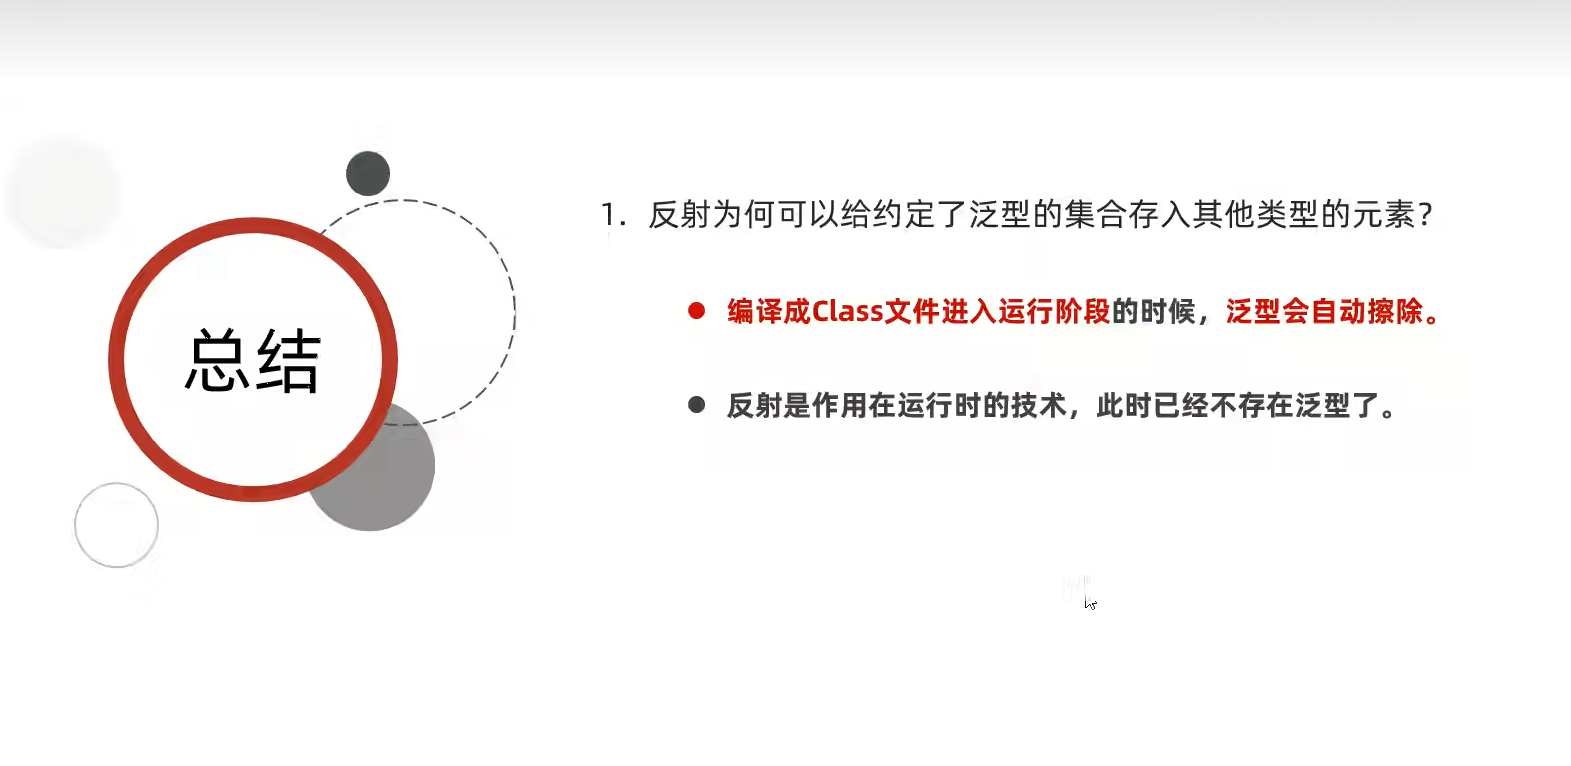 总结
1. 反射为何可以给约定了泛型的集合存入其他类型的元素？
编译成Class文件进入运行阶段的时候，泛型会自动擦除。
反射是作用在运行时的技术，此时已经不存在泛型了。